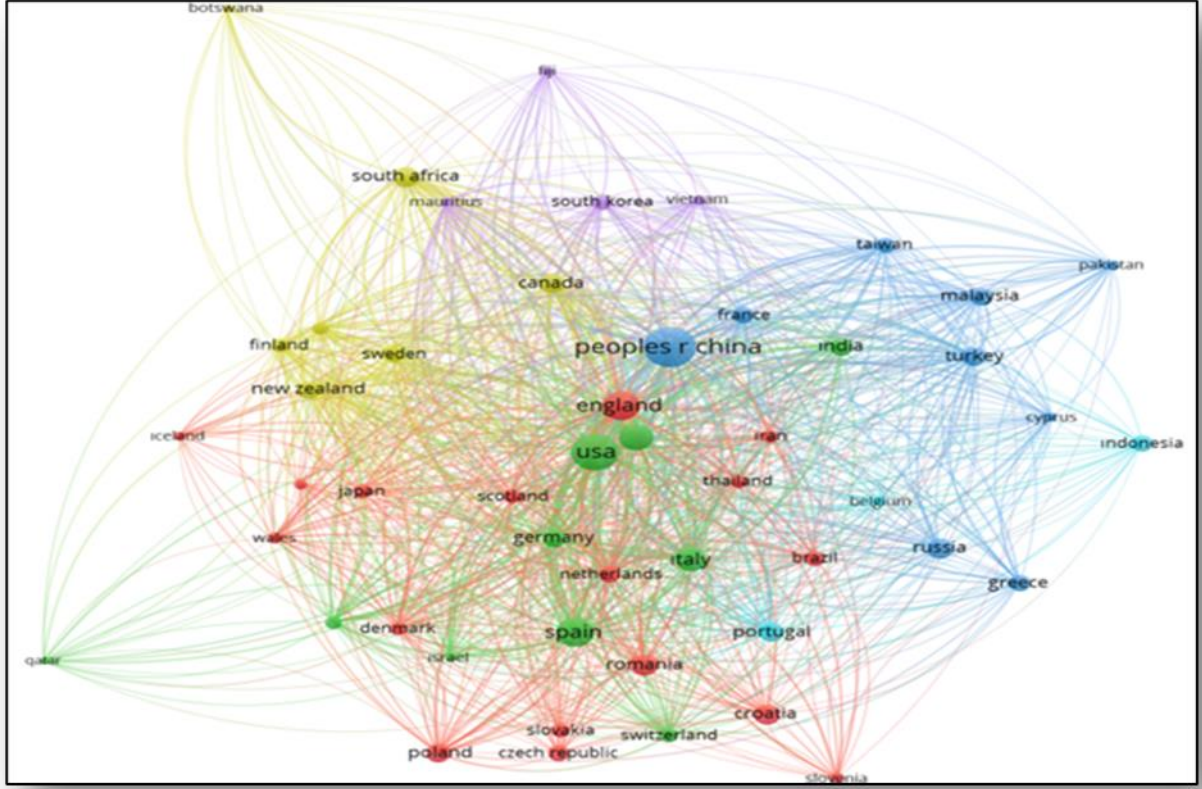 botswana
fiji
south africa
mauritius
south korea
vietnam
taiwan
pakistan
canada
malaysia
france
finland
sweden
peoples r china
india
turkey
new zealand
england
cyprus
iceland
iran
indonesia
usa
japan
scotland
thailand
belgium
wales
germany
italy
brazil
russia
netherlands
greece
denmark
spain
portugal
israel
qatar
romania
croatia
slovakia
switzerland
poland
czech republic
slovenia